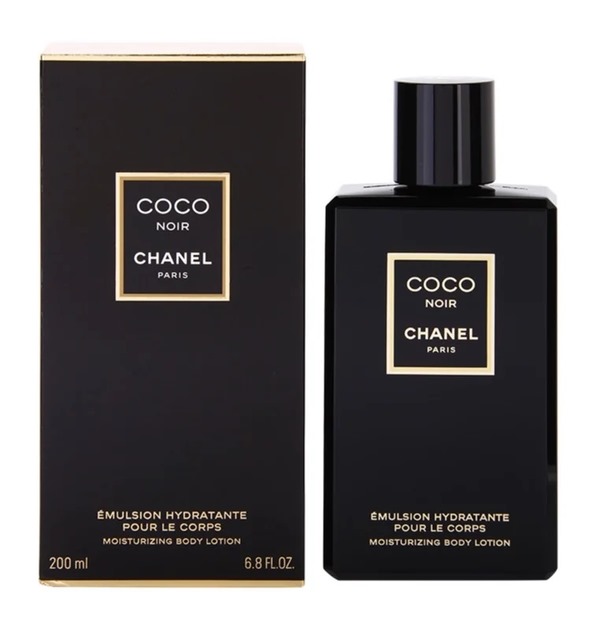 COCO
NOIR
CHANEL
PARIS
ÉMULSION HYDRATANTE
POUR LE CORPS
MOISTURIZING BODY LOTION
200 ml 6.8 FL.OZ.
COCO
NOIR
CHANEL
PARIS
ÉMULSION HYDRATANTE
POUR LE CORPS
MOISTURIZING BODY LOTION